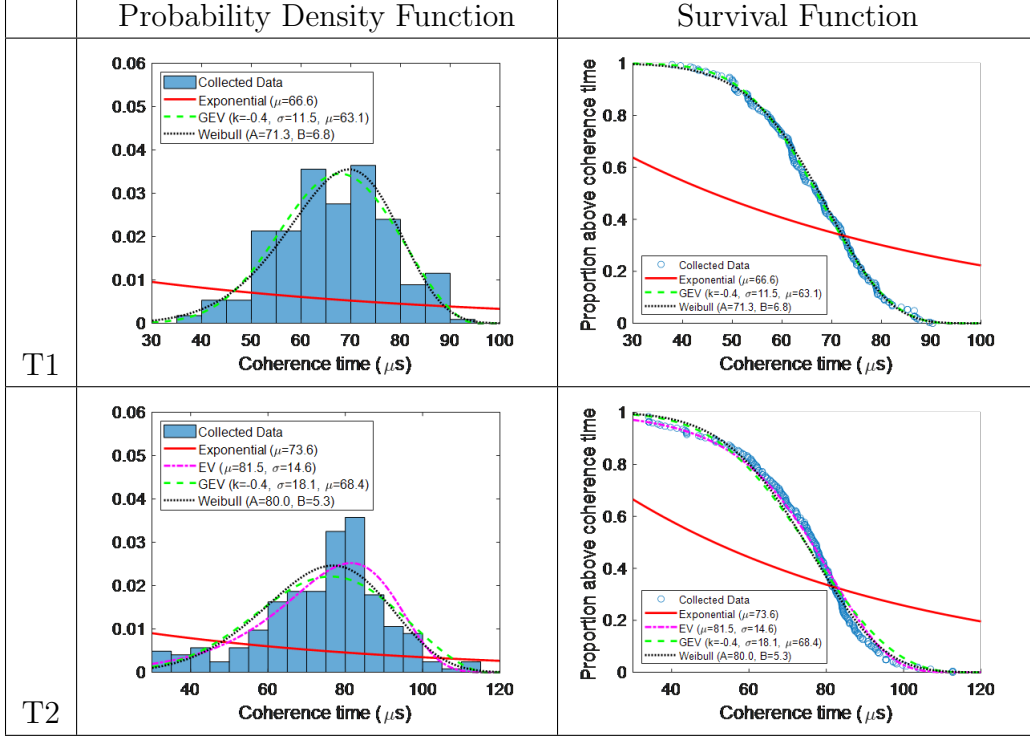 Probability Density Function
Survival Function
T1
0.06
0.05
0.04
0.03
0.02
0.01
0
Collected Data
Exponential (μ=66.6)
GEV (k=-0.4, σ=11.5, μ=63.1)
Weibull (A=71.3, B=6.8)
30 40 50 60 70 80 90 100
Coherence time (μs)
Proportion above coherence time
1
0.8
0.6
0.4
0.2
0
Collected Data
Exponential (μ=66.6)
GEV (k=-0.4, σ=11.5, μ=63.1)
Weibull (A=71.3, B=6.8)
30 40 50 60 70 80 90 100
Coherence time (μs)
T2
0.06
0.05
0.04
0.03
0.02
0.01
0
Collected Data
Exponential (μ=73.6)
EV (μ=81.5, σ=14.6)
GEV (k=-0.4, σ=18.1, μ=68.4)
Weibull (A=80.0, B=5.3)
40 60 80 100 120
Coherence time (μs)
Proportion above coherence time
1
0.8
0.6
0.4
0.2
0
Collected Data
Exponential (μ=73.6)
EV (μ=81.5, σ=14.6)
GEV (k=-0.4, σ=18.1, μ=68.4)
Weibull (A=80.0, B=5.3)
40 60 80 100 120
Coherence time (μs)